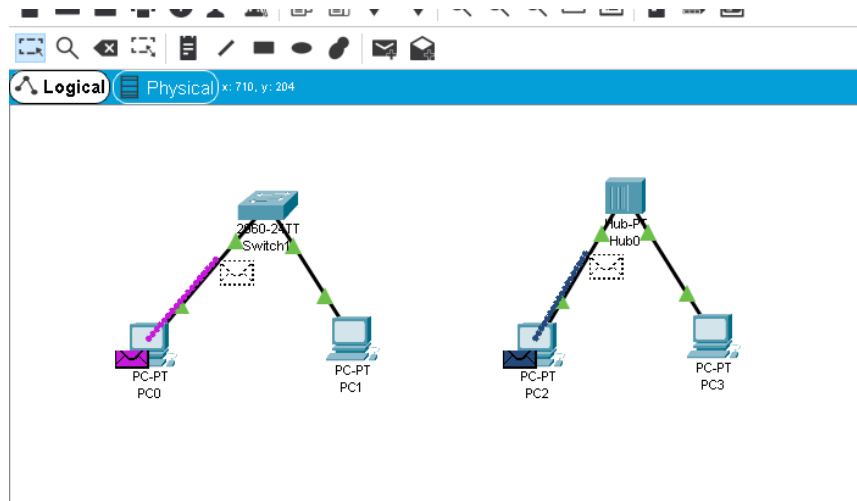 Logical
Physical
x: 710, y: 204
2960-24TT
Switch1
Hub-PT
Hub0
PC-PT
PC0
PC-PT
PC1
PC-PT
PC2
PC-PT
PC3